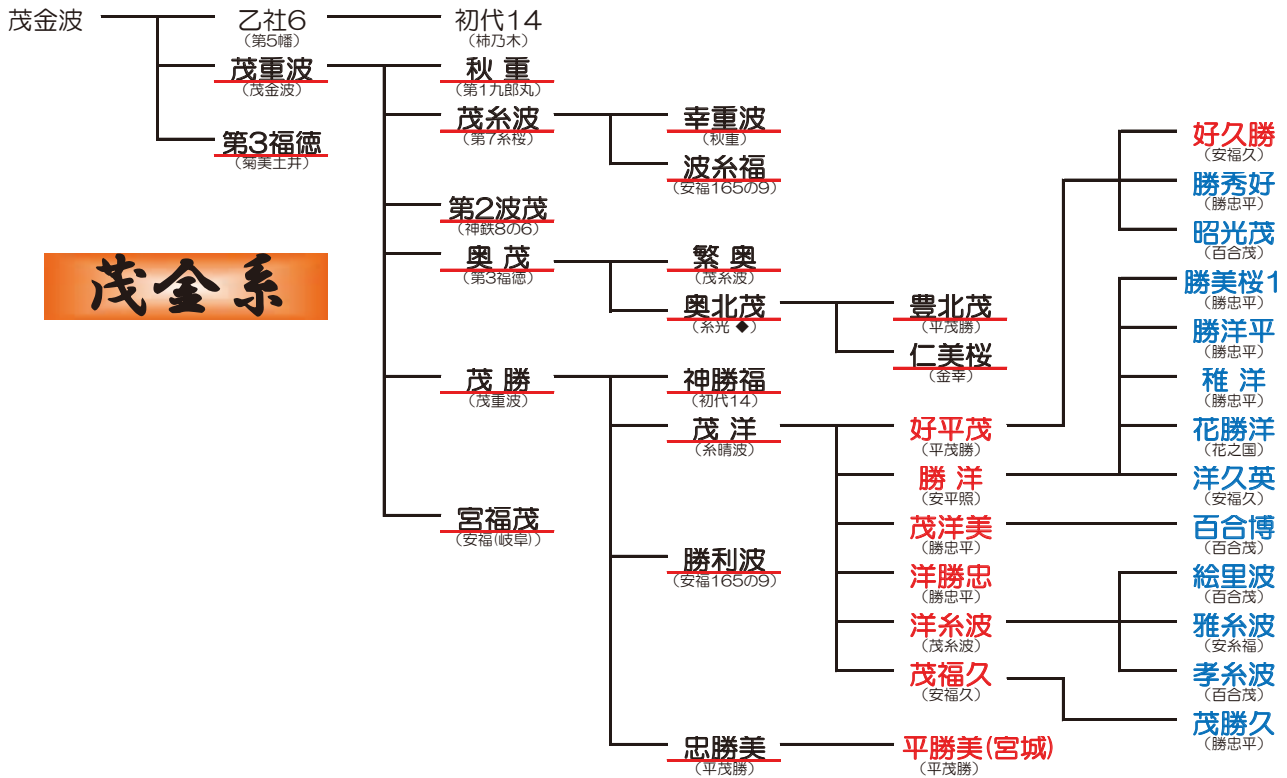 茂金波
乙社6
（第5幡）
初代14
（柿乃木）
茂重波
（茂金波）
秋 重
（第1九郎丸）
第3福徳
（菊美土井）
茂糸波
（第7糸桜）
幸重波
（秋重）
波糸福
（安福165の9）
第2波茂
（神鉄8の6）
奥 茂
（第3福徳）
繁 奥
（茂糸波）
奥北茂
（糸光 ◆）
豊北茂
（平茂勝）
仁美桜
（金幸）
茂金系
茂 勝
（茂重波）
神勝福
（初代14）
茂 洋
（糸晴波）
好平茂
（平茂勝）
勝 洋
（安平照）
茂洋美
（勝忠平）
洋勝忠
（勝忠平）
洋糸波
（茂糸波）
茂福久
（安福久）
宮福茂
（安福(岐阜)）
勝利波
（安福165の9）
忠勝美
（平茂勝）
平勝美(宮城)
（平茂勝）
好久勝
（安福久）
勝秀好
（勝忠平）
昭光茂
（百合茂）
勝美桜1
（勝忠平）
勝洋平
（勝忠平）
稚 洋
（勝忠平）
花勝洋
（花之国）
洋久英
（安福久）
百合博
（百合茂）
絵里波
（百合茂）
雅糸波
（安糸福）
孝糸波
（百合茂）
茂勝久
（勝忠平）